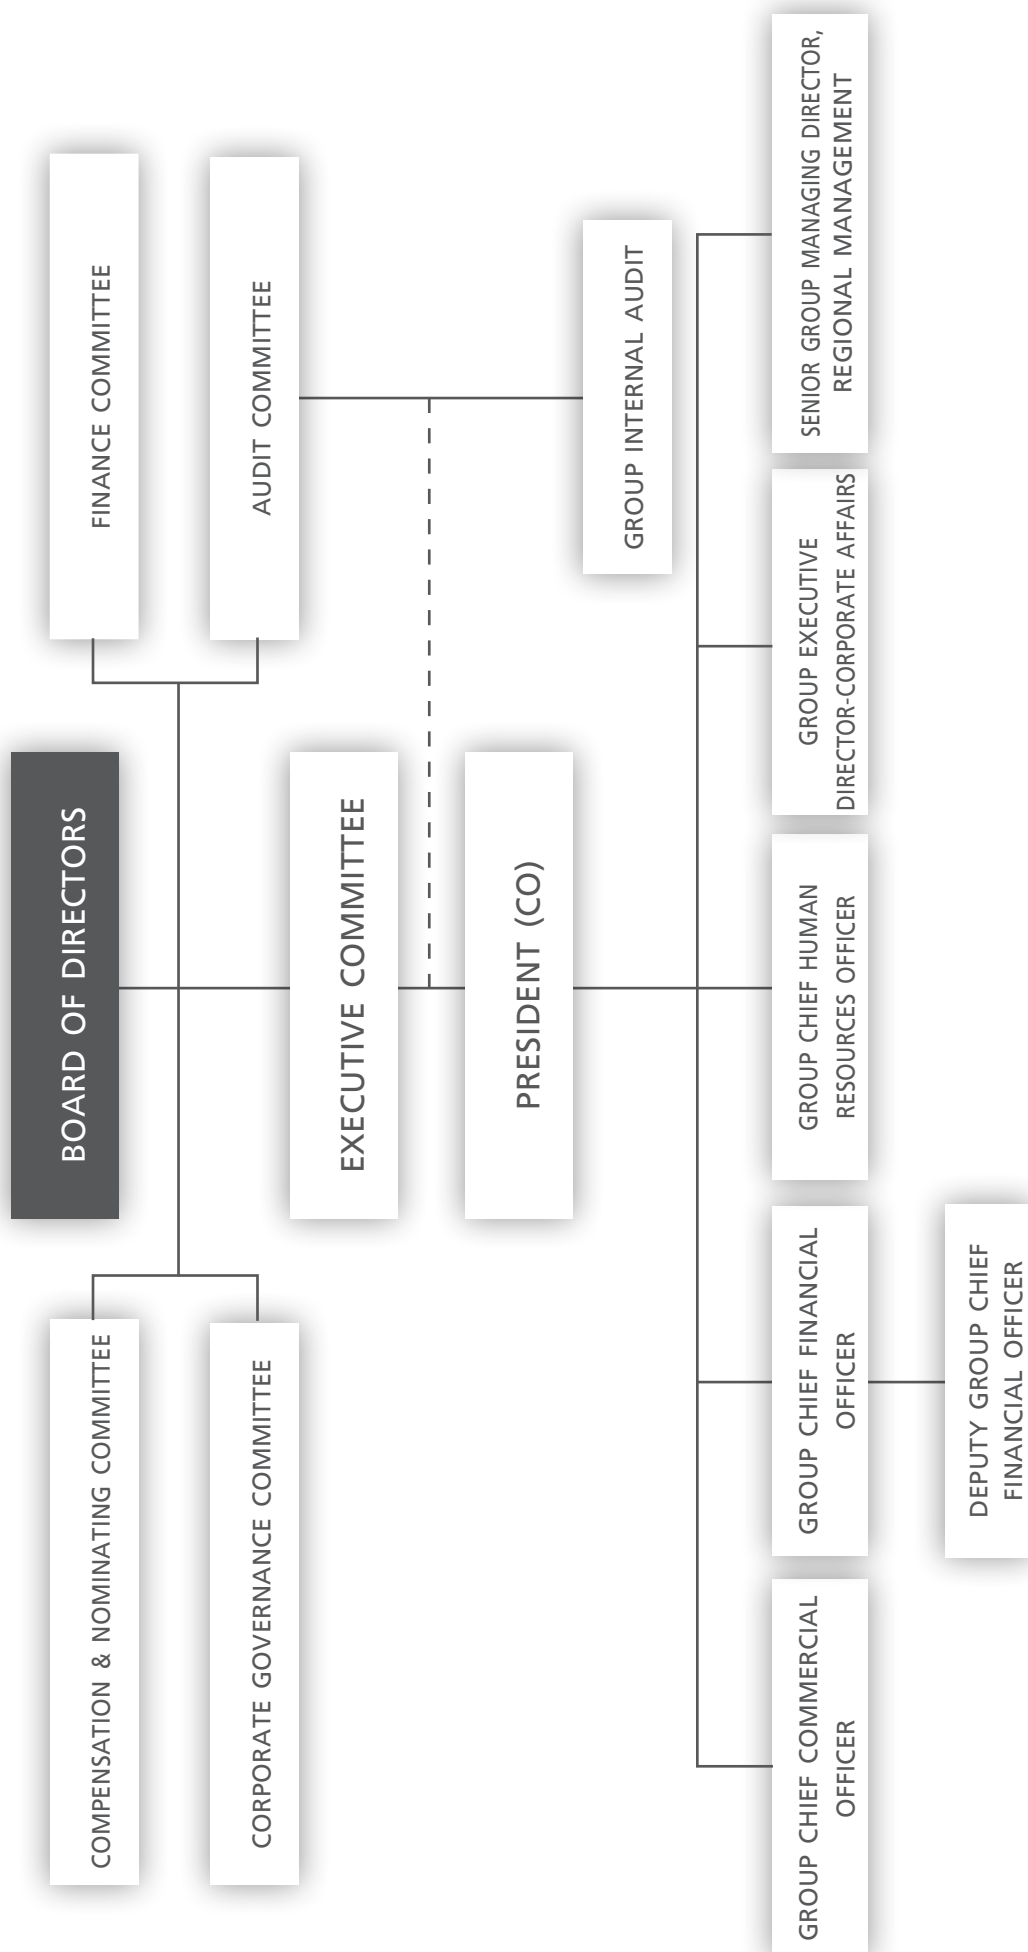 BOARD OF DIRECTORS
COMPENSATION & NOMINATING COMMITTEE
FINANCE COMMITTEE
CORPORATE GOVERNANCE COMMITTEE
AUDIT COMMITTEE
EXECUTIVE COMMITTEE
PRESIDENT (CO)
GROUP INTERNAL AUDIT
GROUP CHIEF COMMERCIAL
OFFICER
GROUP CHIEF FINANCIAL
OFFICER
GROUP CHIEF HUMAN
RESOURCES OFFICER
GROUP EXECUTIVE
DIRECTOR-CORPORATE AFFAIRS
SENIOR GROUP MANAGING DIRECTOR,
REGIONAL MANAGEMENT
DEPUTY GROUP CHIEF
FINANCIAL OFFICER